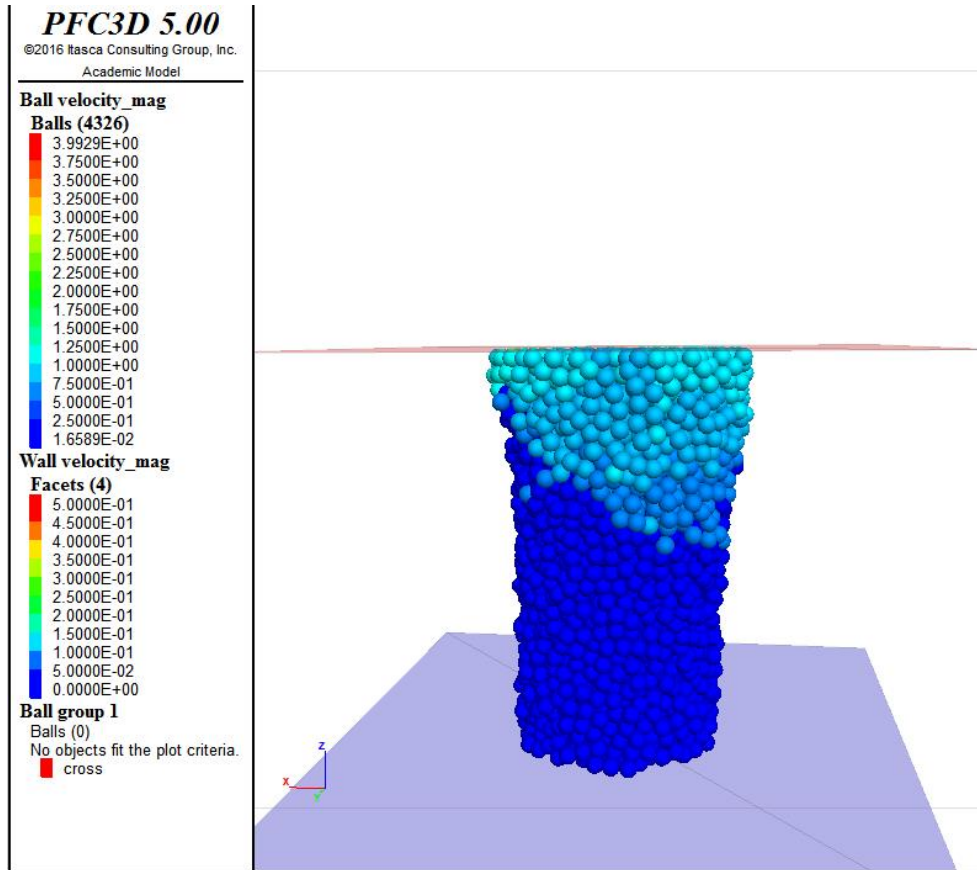 PFC3D 5.00
©2016 Itasca Consulting Group, Inc.
Academic Model
Ball velocity_mag
Balls (4326)
3.9929E+00
3.7500E+00
3.5000E+00
3.2500E+00
3.0000E+00
2.7500E+00
2.5000E+00
2.2500E+00
2.0000E+00
1.7500E+00
1.5000E+00
1.2500E+00
1.0000E+00
7.5000E-01
5.0000E-01
2.5000E-01
1.6589E-02
Wall velocity_mag
Facets (4)
5.0000E-01
4.5000E-01
4.0000E-01
3.5000E-01
3.0000E-01
2.5000E-01
2.0000E-01
1.5000E-01
1.0000E-01
5.0000E-02
0.0000E+00
Ball group 1
Balls (0)
No objects fit the plot criteria.
cross
z
x
Y